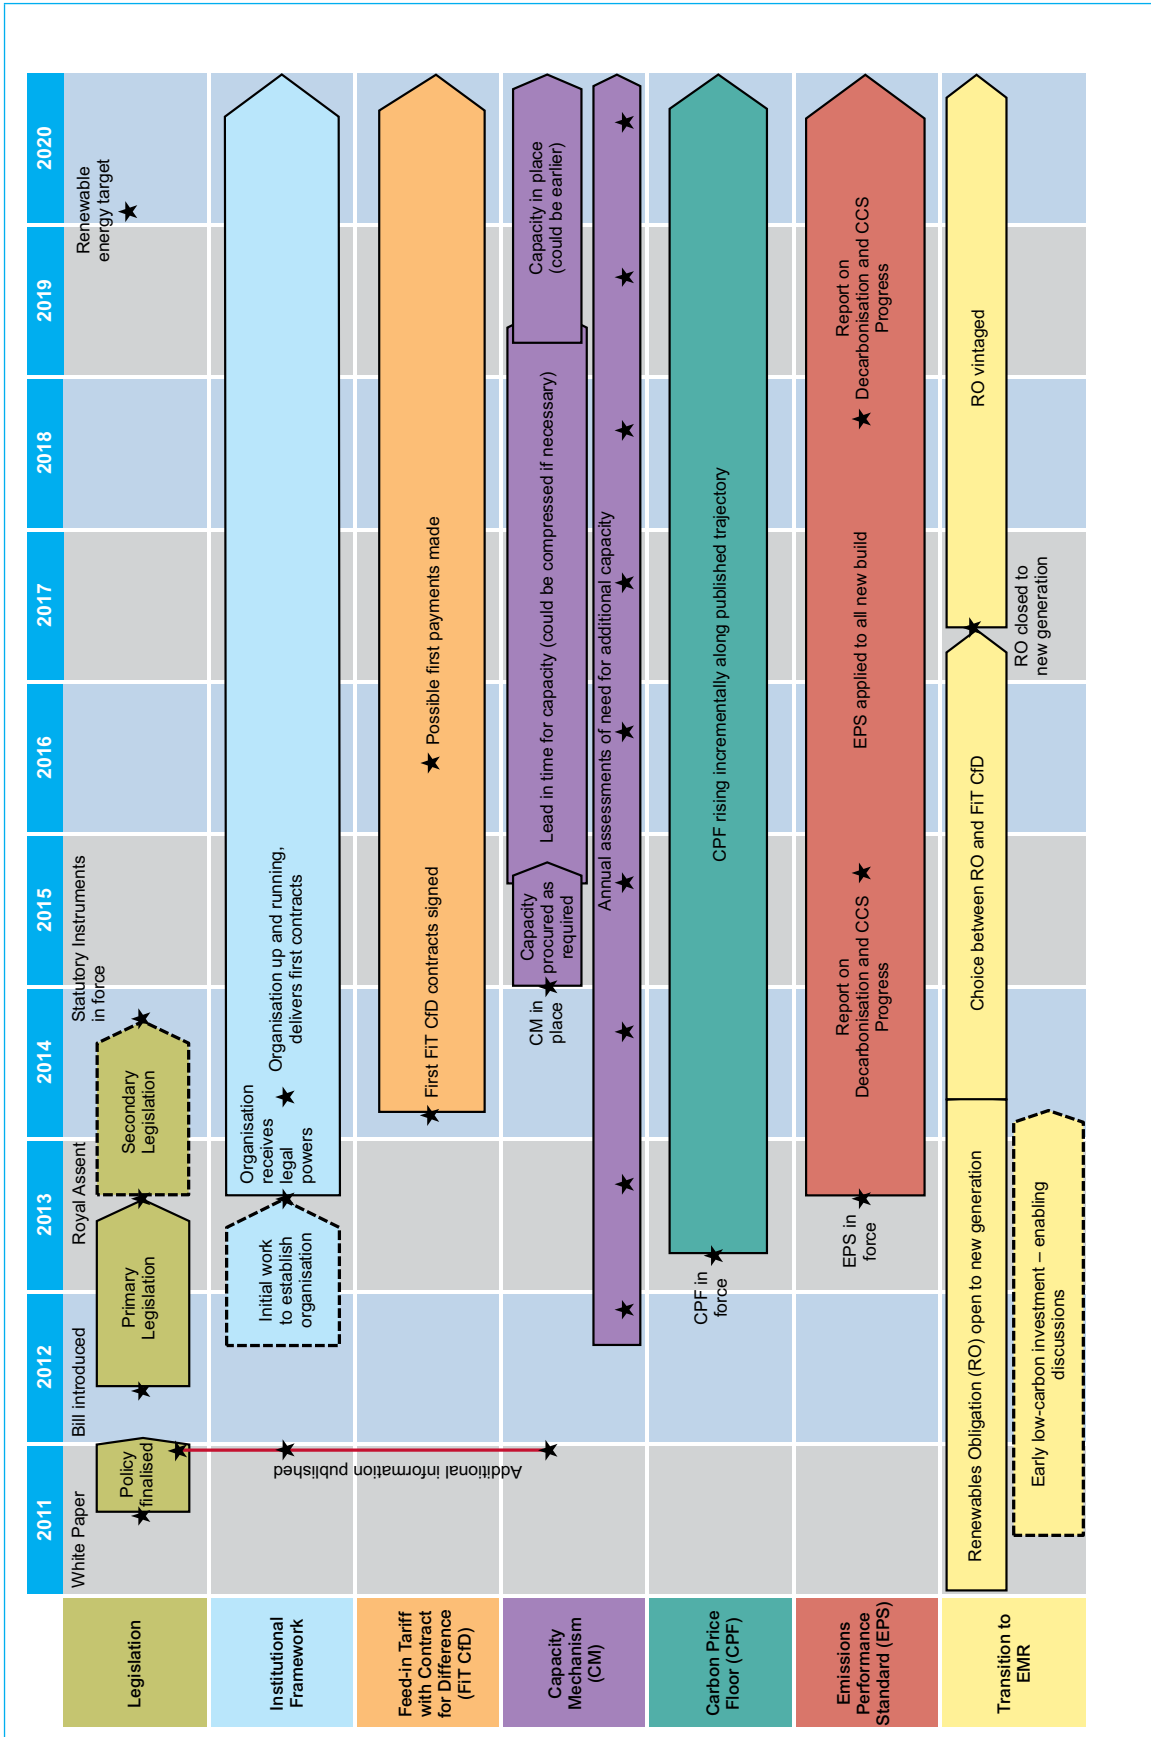 2011
2012
2013
2014
2015
2016
2017
2018
2019
2020
Legislation
White Paper
Policy
finalised
Bill introduced
Primary
Legislation
Royal Assent
Secondary
Legislation
Statutory Instruments
in force
Renewable
energy target
Additional information published
Institutional
Framework
Initial work
to establish
organisation
Organisation
receives
legal
powers
Organisation up and running,
delivers first contracts
Feed-in Tariff
with Contract
for Difference
(FiT CfD)
First FiT CfD contracts signed
Possible first payments made
Capacity
Mechanism
(CM)
CM in
place
Capacity
procured as
required
Lead in time for capacity (could be compressed if necessary)
Capacity in place
(could be earlier)
Annual assessments of need for additional capacity
Carbon Price
Floor (CPF)
CPF in
force
CPF rising incrementally along published trajectory
Emissions
Performance
Standard (EPS)
EPS in
force
Report on
Decarbonisation and CCS
Progress
EPS applied to all new build
Report on
Decarbonisation and CCS
Progress
Transition to
EMR
Renewables Obligation (RO) open to new generation
Choice between RO and FiT CfD
RO vintaged
RO closed to
new generation
Early low-carbon investment – enabling
discussions